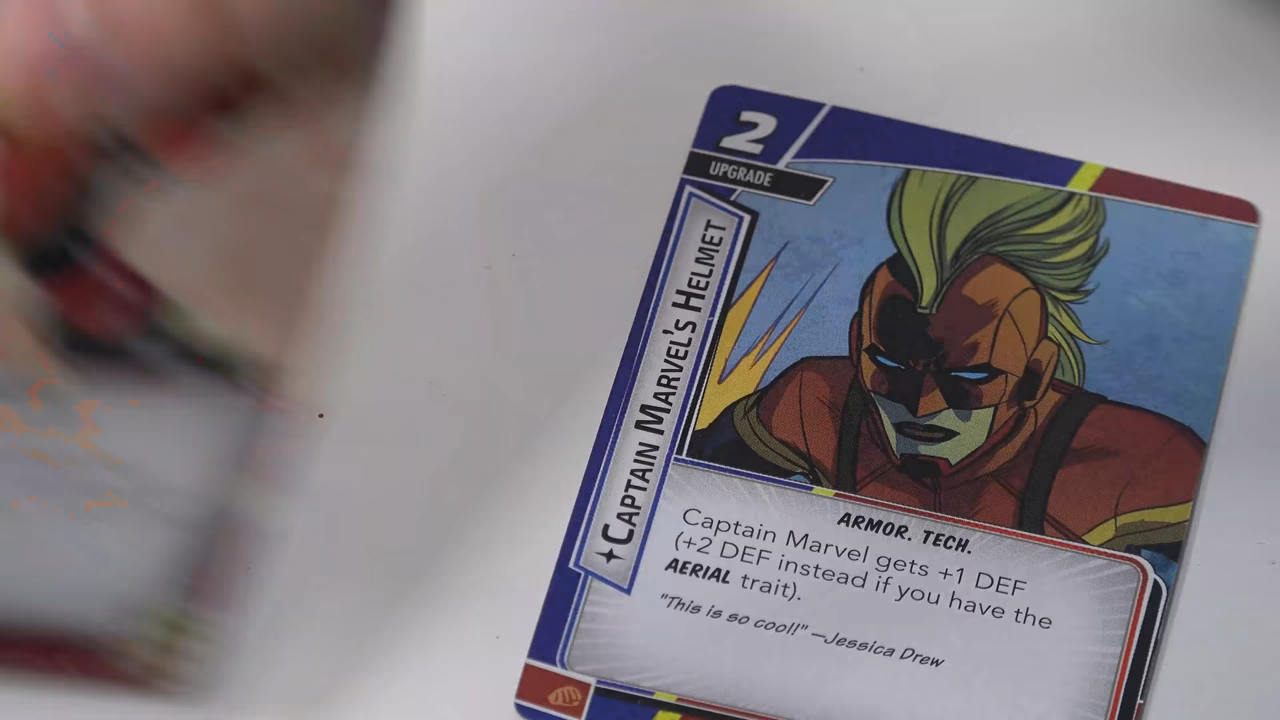 2
UPGRADE
CAPTAIN MARVEL'S HELMET
ARMOR. TECH.
Captain Marvel gets +1 DEF
(+2 DEF instead if you have the
AERIAL trait).
"This is so cool!" —Jessica Drew